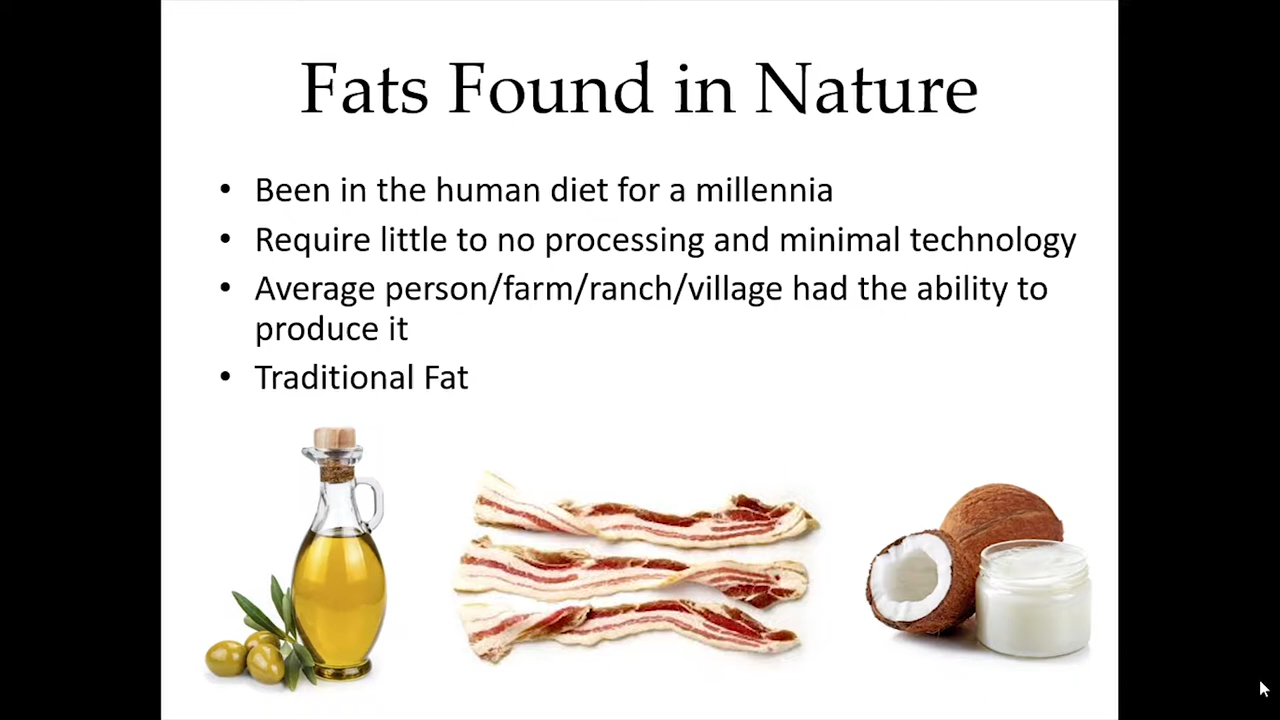 Fats Found in Nature
• Been in the human diet for a millennia
• Require little to no processing and minimal technology
• Average person/farm/ranch/village had the ability to
produce it
• Traditional Fat